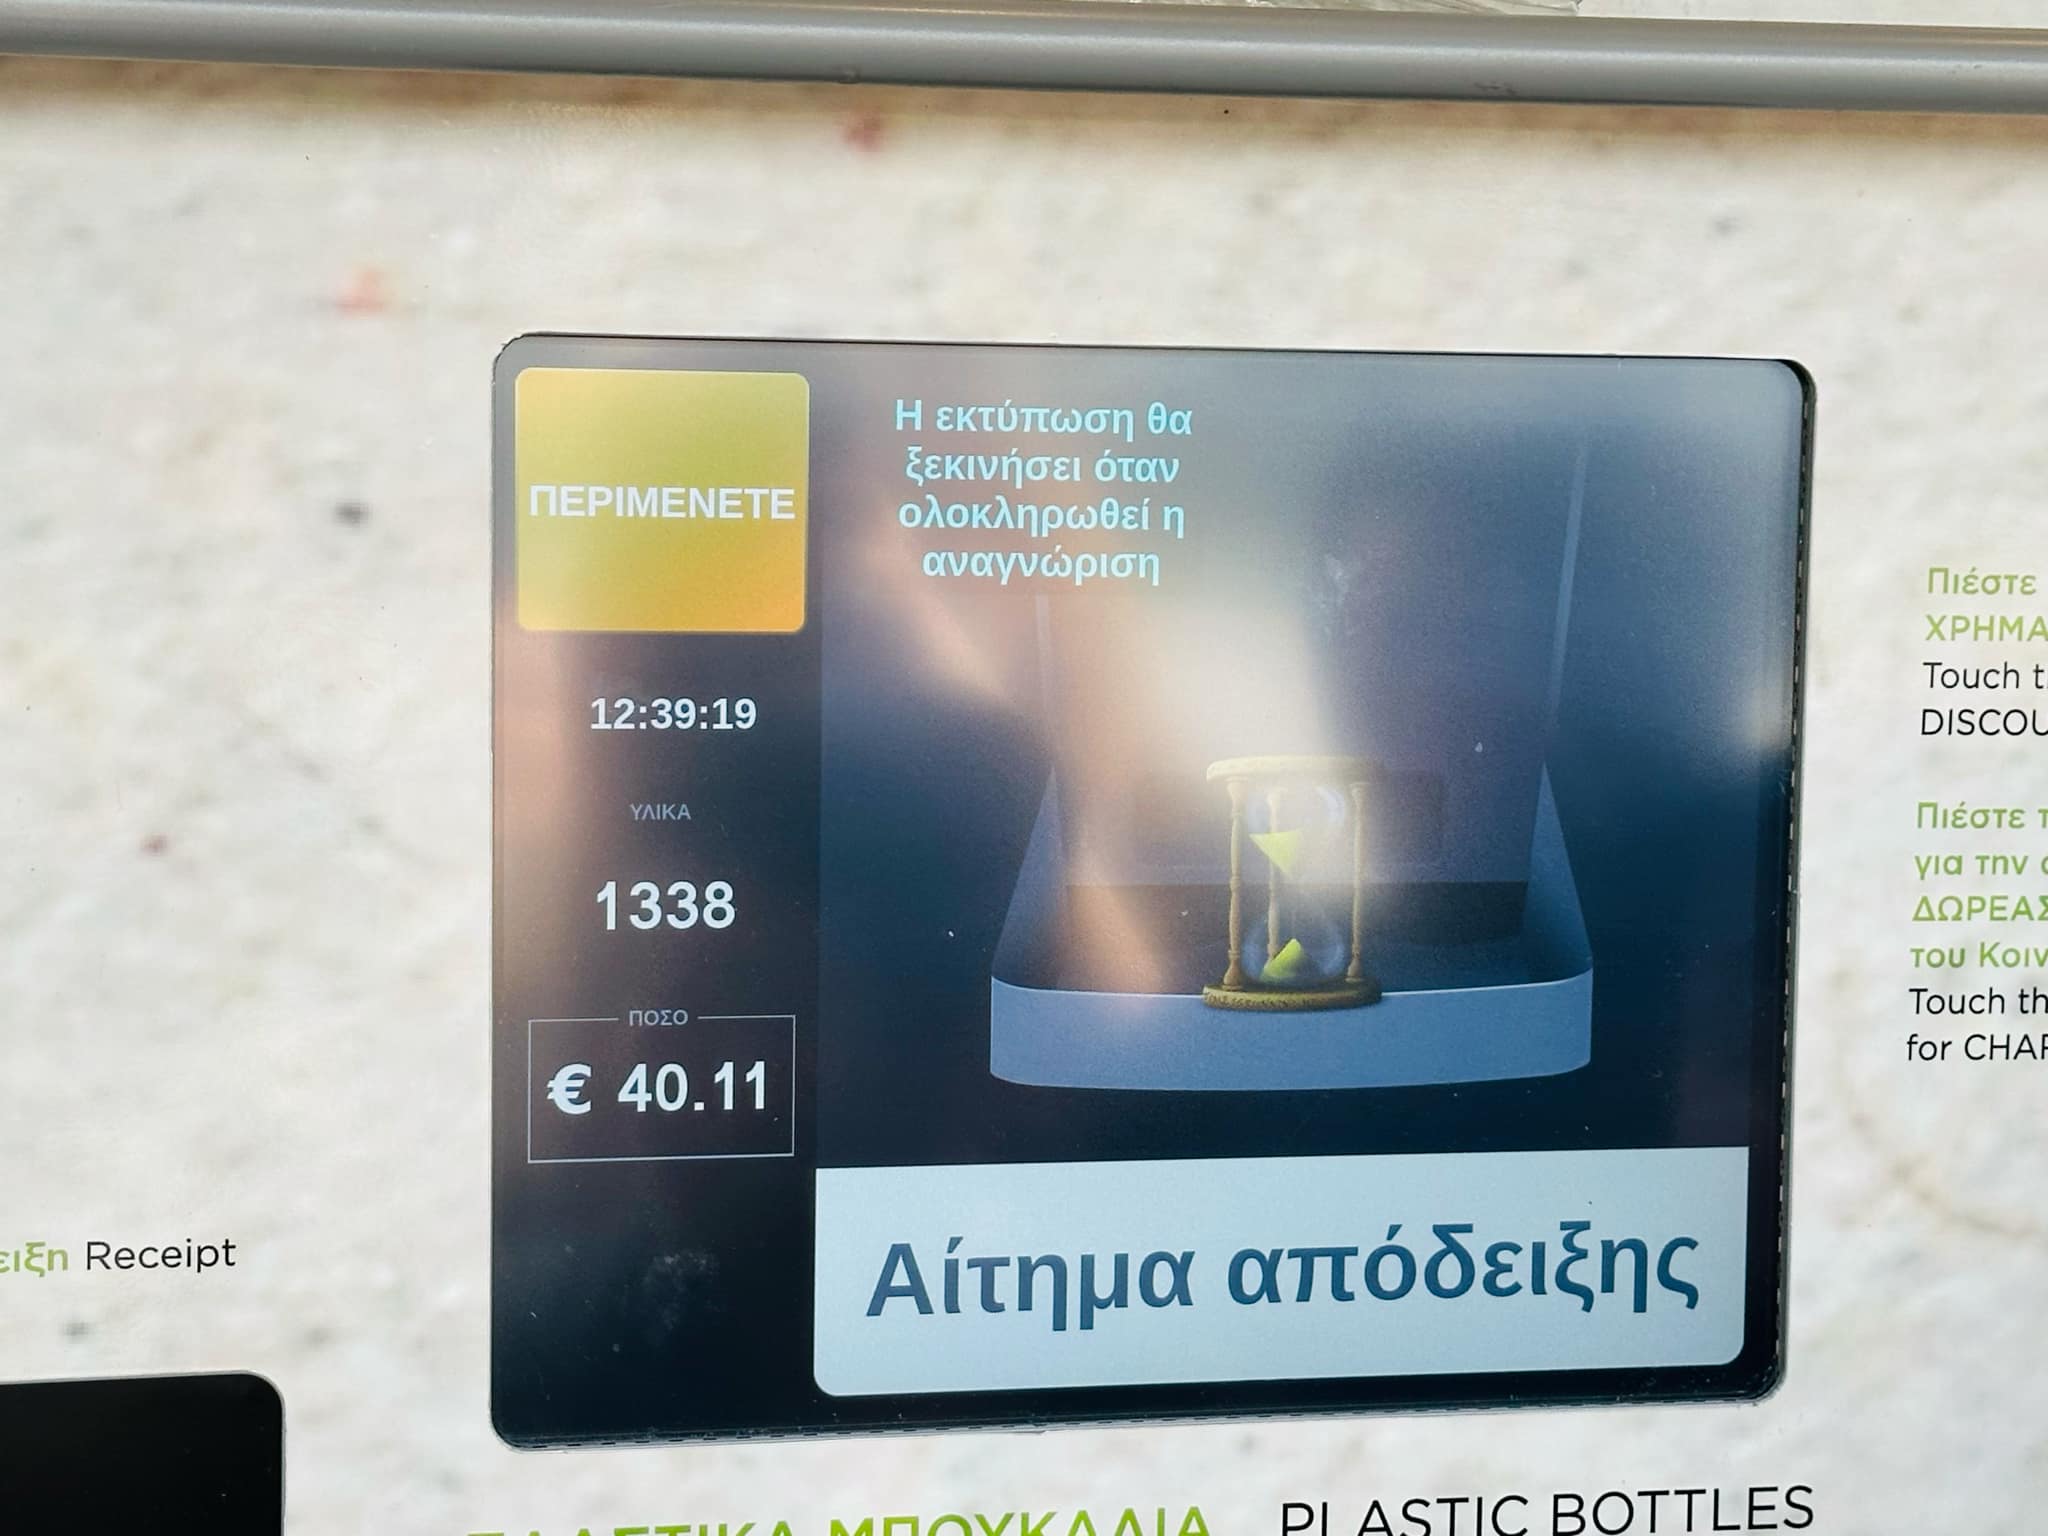 ΠΕΡΙΜΕΝΕΤΕ
12:39:19
ΥΛΙΚΑ
1338
ΠΟΣΟ
€ 40.11
Η εκτύπωση θα
ξεκινήσει όταν
ολοκληρωθεί η
αναγνώριση
Αίτημα απόδειξης
Πιέστε
Touch
Πιέστε
για την
του
Touch
for
Receipt
ΜΠΟΥΚΑΛΙΑ PLASTIC BOTTLES